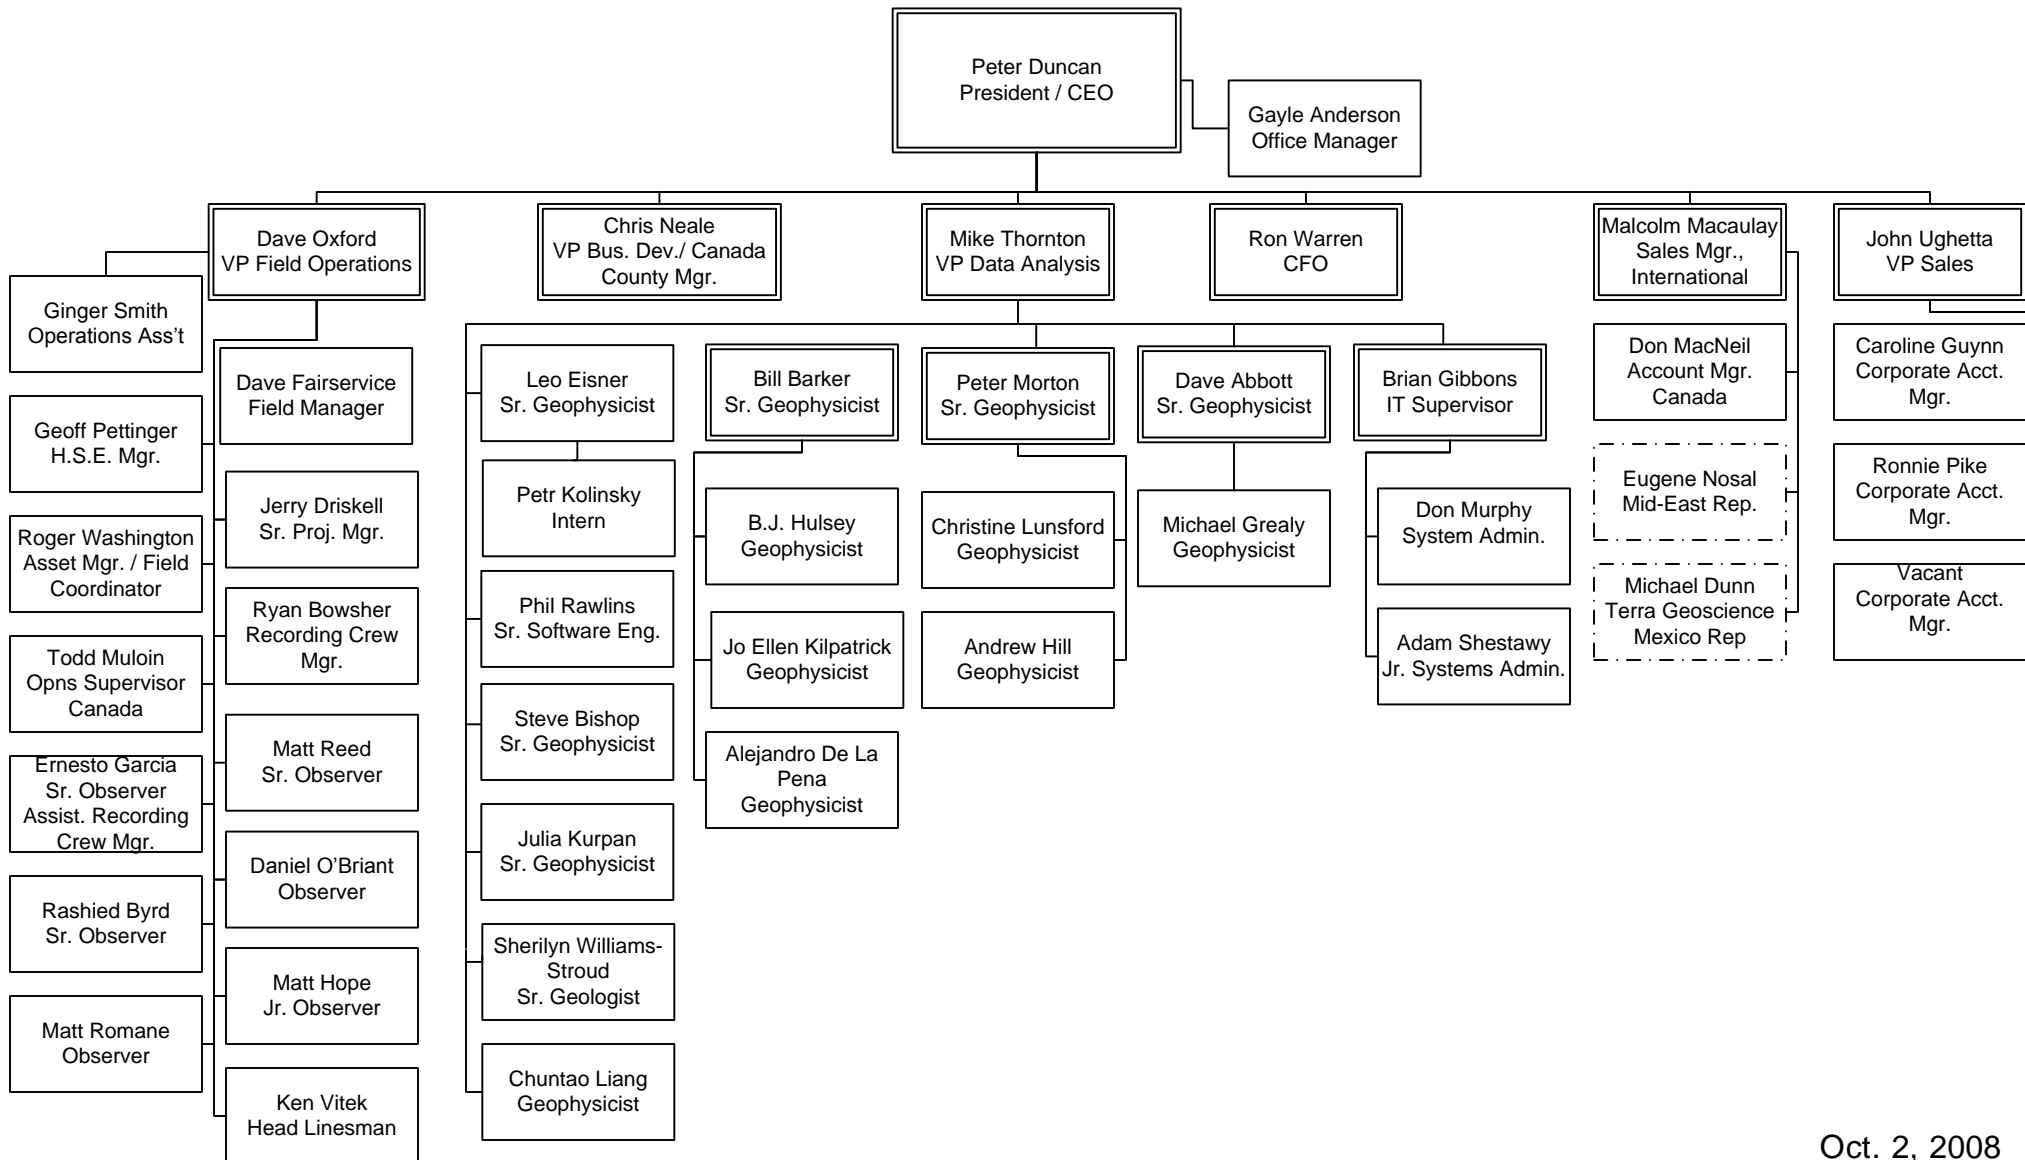 Peter Duncan
President / CEO
Gayle Anderson
Office Manager
Dave Oxford
VP Field Operations
Chris Neale
VP Bus. Dev./ Canada
County Mgr.
Mike Thornton
VP Data Analysis
Ron Warren
CFO
Malcolm Macaulay
Sales Mgr.,
International
John Ughetta
VP Sales
Ginger Smith
Operations Ass't
Geoff Pettinger
H.S.E. Mgr.
Roger Washington
Asset Mgr. / Field
Coordinator
Todd Muloin
Opns Supervisor
Canada
Ernesto Garcia
Sr. Observer
Assist. Recording
Crew Mgr.
Rashied Byrd
Sr. Observer
Matt Romane
Observer
Dave Fairservice
Field Manager
Jerry Driskell
Sr. Proj. Mgr.
Ryan Bowsher
Recording Crew
Mgr.
Matt Reed
Sr. Observer
Daniel O'Briant
Observer
Matt Hope
Jr. Observer
Ken Vitek
Head Linesman
Leo Eisner
Sr. Geophysicist
Petr Kolinsky
Intern
Phil Rawlins
Sr. Software Eng.
Steve Bishop
Sr. Geophysicist
Julia Kurpan
Sr. Geophysicist
Sherilyn Williams-
Stroud
Sr. Geologist
Chuntao Liang
Geophysicist
Bill Barker
Sr. Geophysicist
B.J. Hulsey
Geophysicist
Jo Ellen Kilpatrick
Geophysicist
Alejandro De La
Pena
Geophysicist
Peter Morton
Sr. Geophysicist
Christine Lunsford
Geophysicist
Andrew Hill
Geophysicist
Dave Abbott
Sr. Geophysicist
Michael Grealy
Geophysicist
Brian Gibbons
IT Supervisor
Don Murphy
System Admin.
Adam Shestawy
Jr. Systems Admin.
Don MacNeil
Account Mgr.
Canada
Eugene Nosal
Mid-East Rep.
Michael Dunn
Terra Geoscience
Mexico Rep
Caroline Guynn
Corporate Acct.
Mgr.
Ronnie Pike
Corporate Acct.
Mgr.
Vacant
Corporate Acct.
Mgr.
Oct. 2, 2008